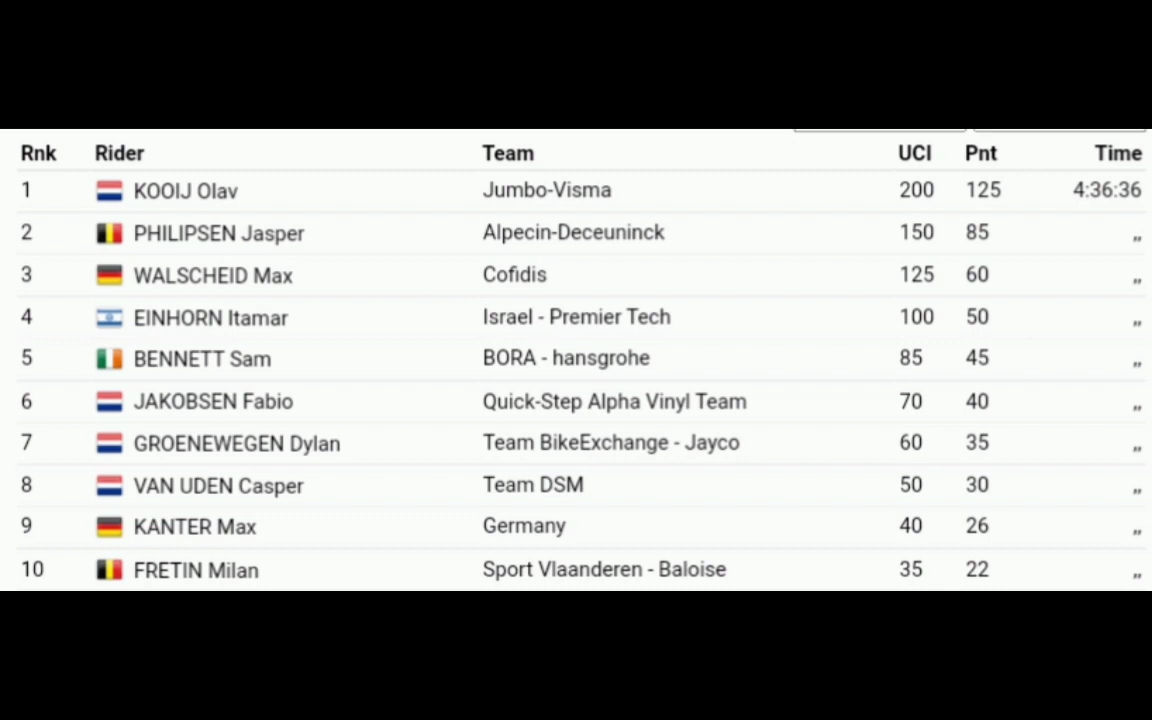 Rnk Rider Team UCI Pnt Time
1 KOOIJ Olav Jumbo-Visma 200 125 4:36:36
2 PHILIPSEN Jasper Alpecin-Deceuninck 150 85 ,,
3 WALSCHEID Max Cofidis 125 60 ,,
4 EINHORN Itamar Israel - Premier Tech 100 50 ,,
5 BENNETT Sam BORA - hansgrohe 85 45 ,,
6 JAKOBSEN Fabio Quick-Step Alpha Vinyl Team 70 40 ,,
7 GROENEWEGEN Dylan Team BikeExchange - Jayco 60 35 ,,
8 VAN UDEN Casper Team DSM 50 30 ,,
9 KANTER Max Germany 40 26 ,,
10 FRETIN Milan Sport Vlaanderen - Baloise 35 22 ,,